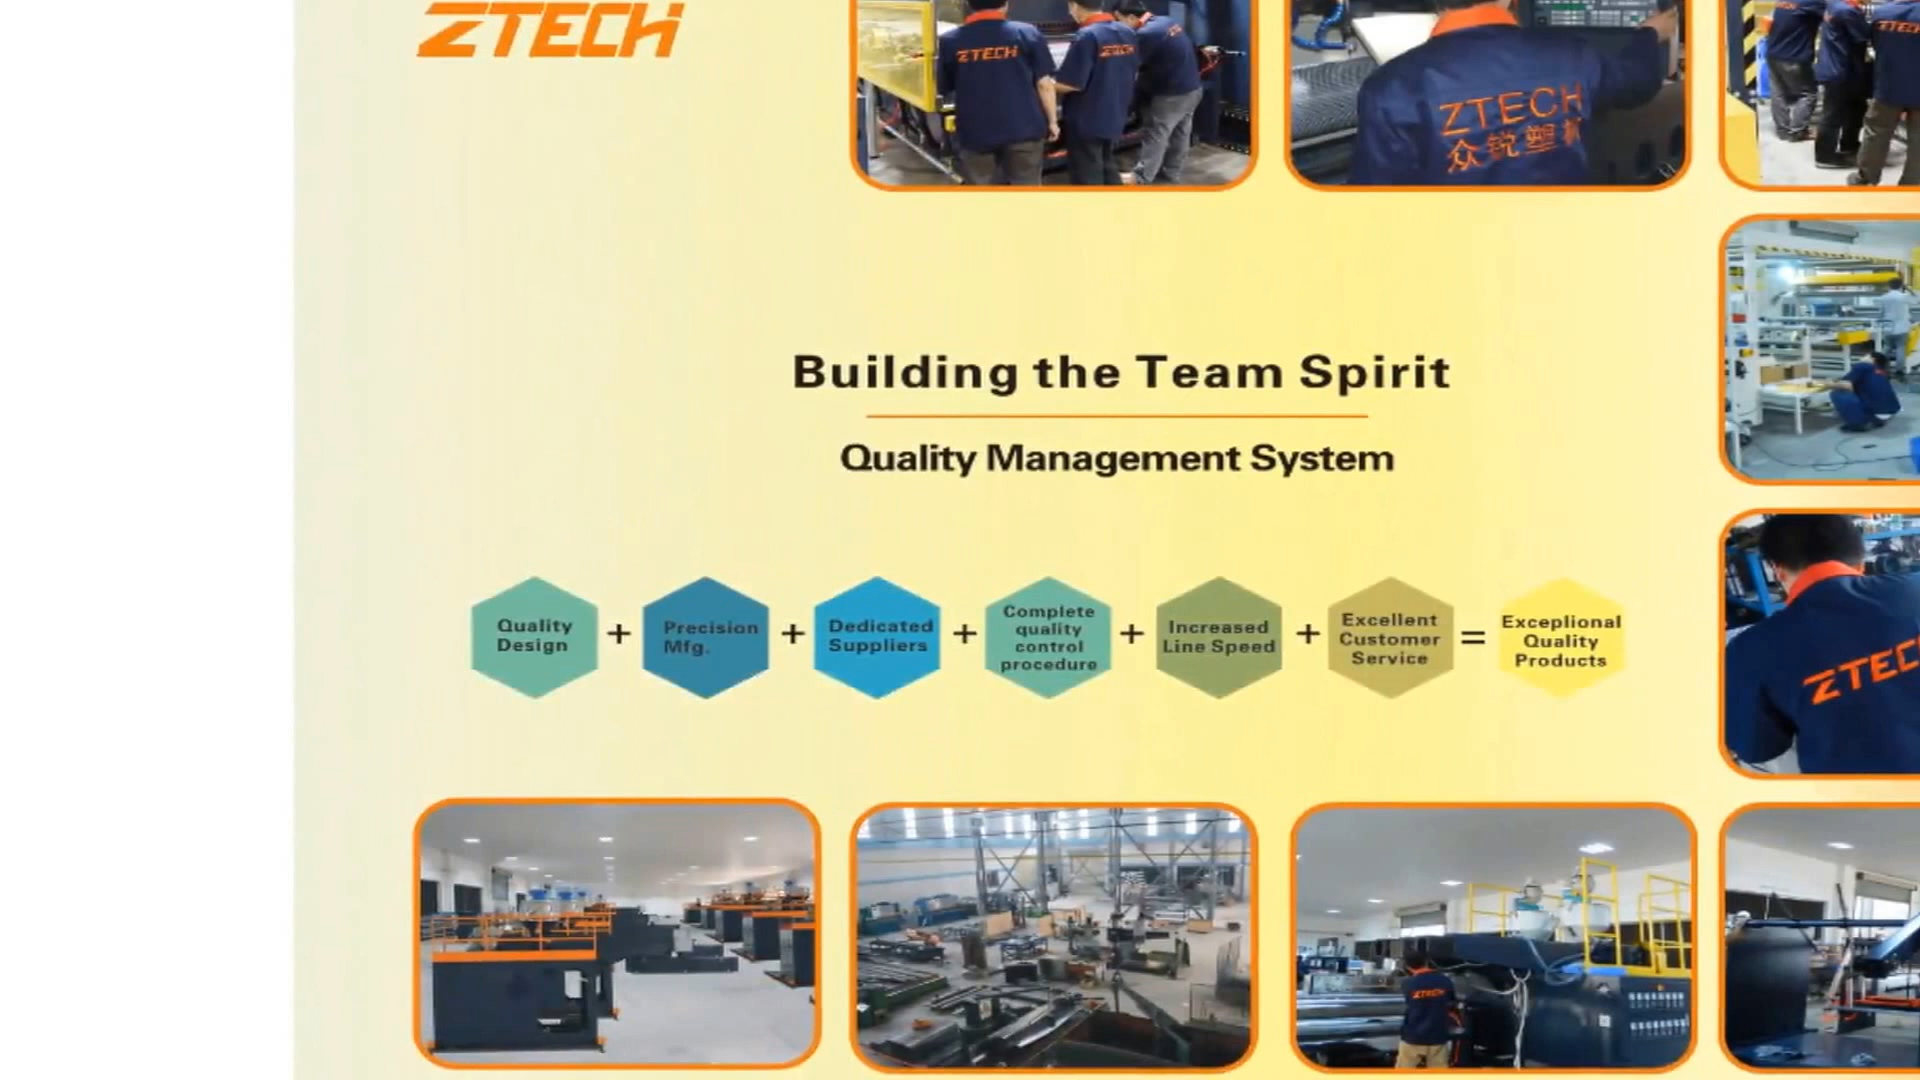 ZTECH
ZTECH
ZTECH
ZTECH
众锐塑机
ZTECH
Building the Team Spirit
Quality Management System
Quality
Design
+
Precision
Mfg.
+
Dedicated
Suppliers
+
Complete
quality
control
procedure
+
Increased
Line Speed
+
Excellent
Customer
Service
=
Exceplional
Quality
Products
ZTEC
ZTECH